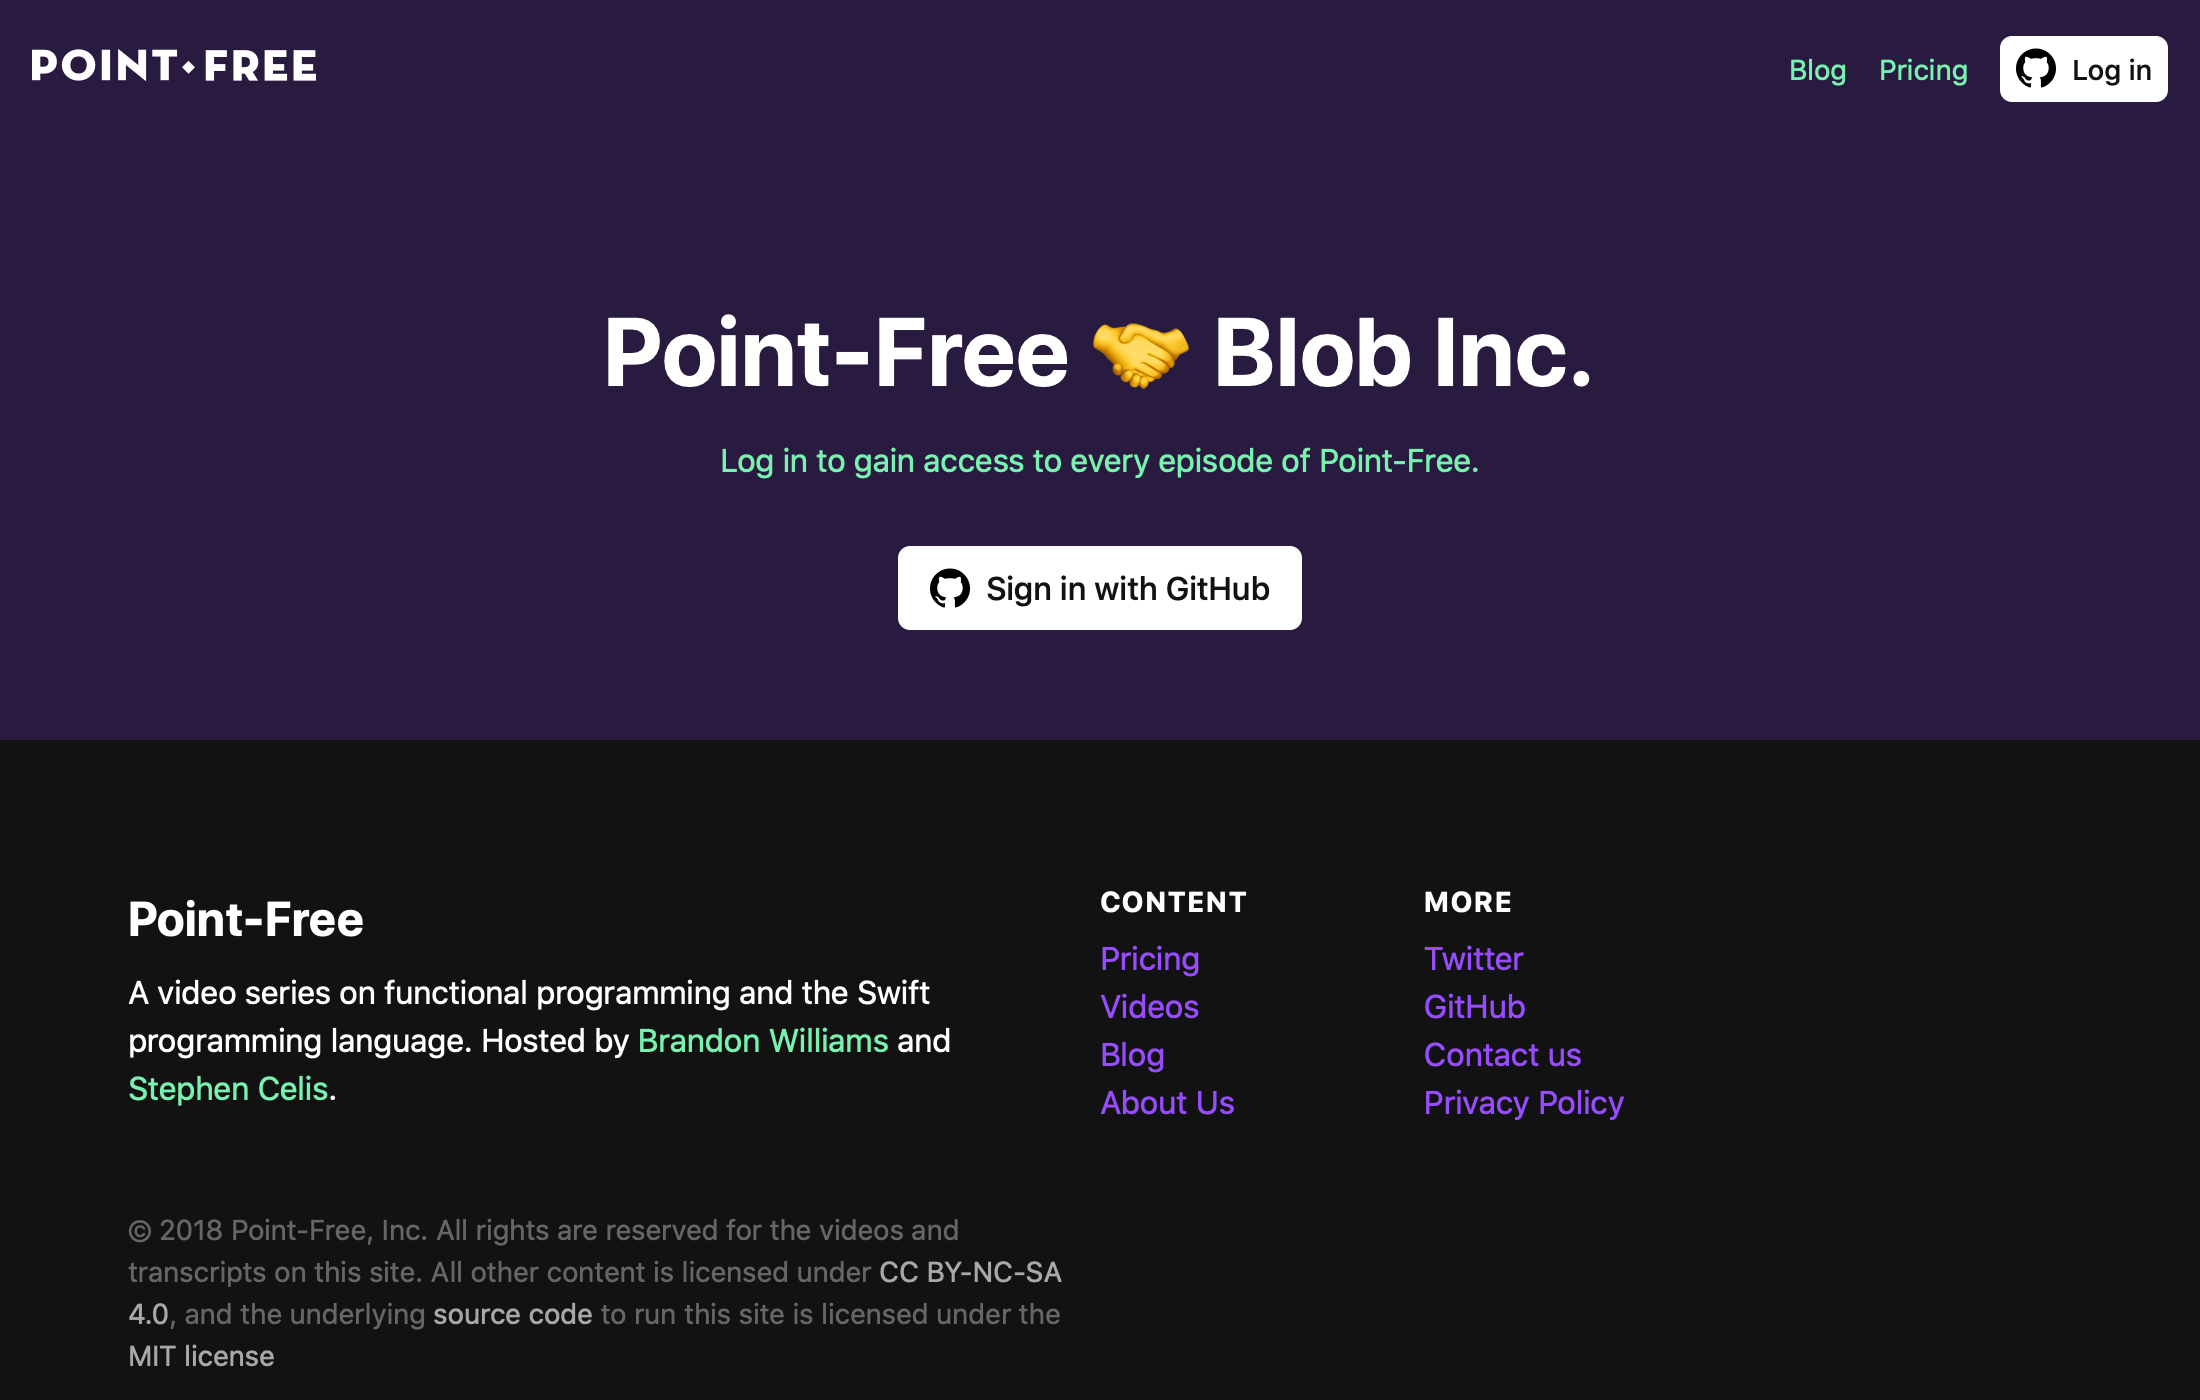 POINT•FREE
Blog Pricing Log in
Point-Free 🤝 Blob Inc.
Log in to gain access to every episode of Point-Free.
Sign in with GitHub
Point-Free
A video series on functional programming and the Swift
programming language. Hosted by Brandon Williams and
Stephen Celis.
CONTENT
Pricing
Videos
Blog
About Us
MORE
Twitter
GitHub
Contact us
Privacy Policy
© 2018 Point-Free, Inc. All rights are reserved for the videos and
transcripts on this site. All other content is licensed under CC BY-NC-SA
4.0, and the underlying source code to run this site is licensed under the
MIT license